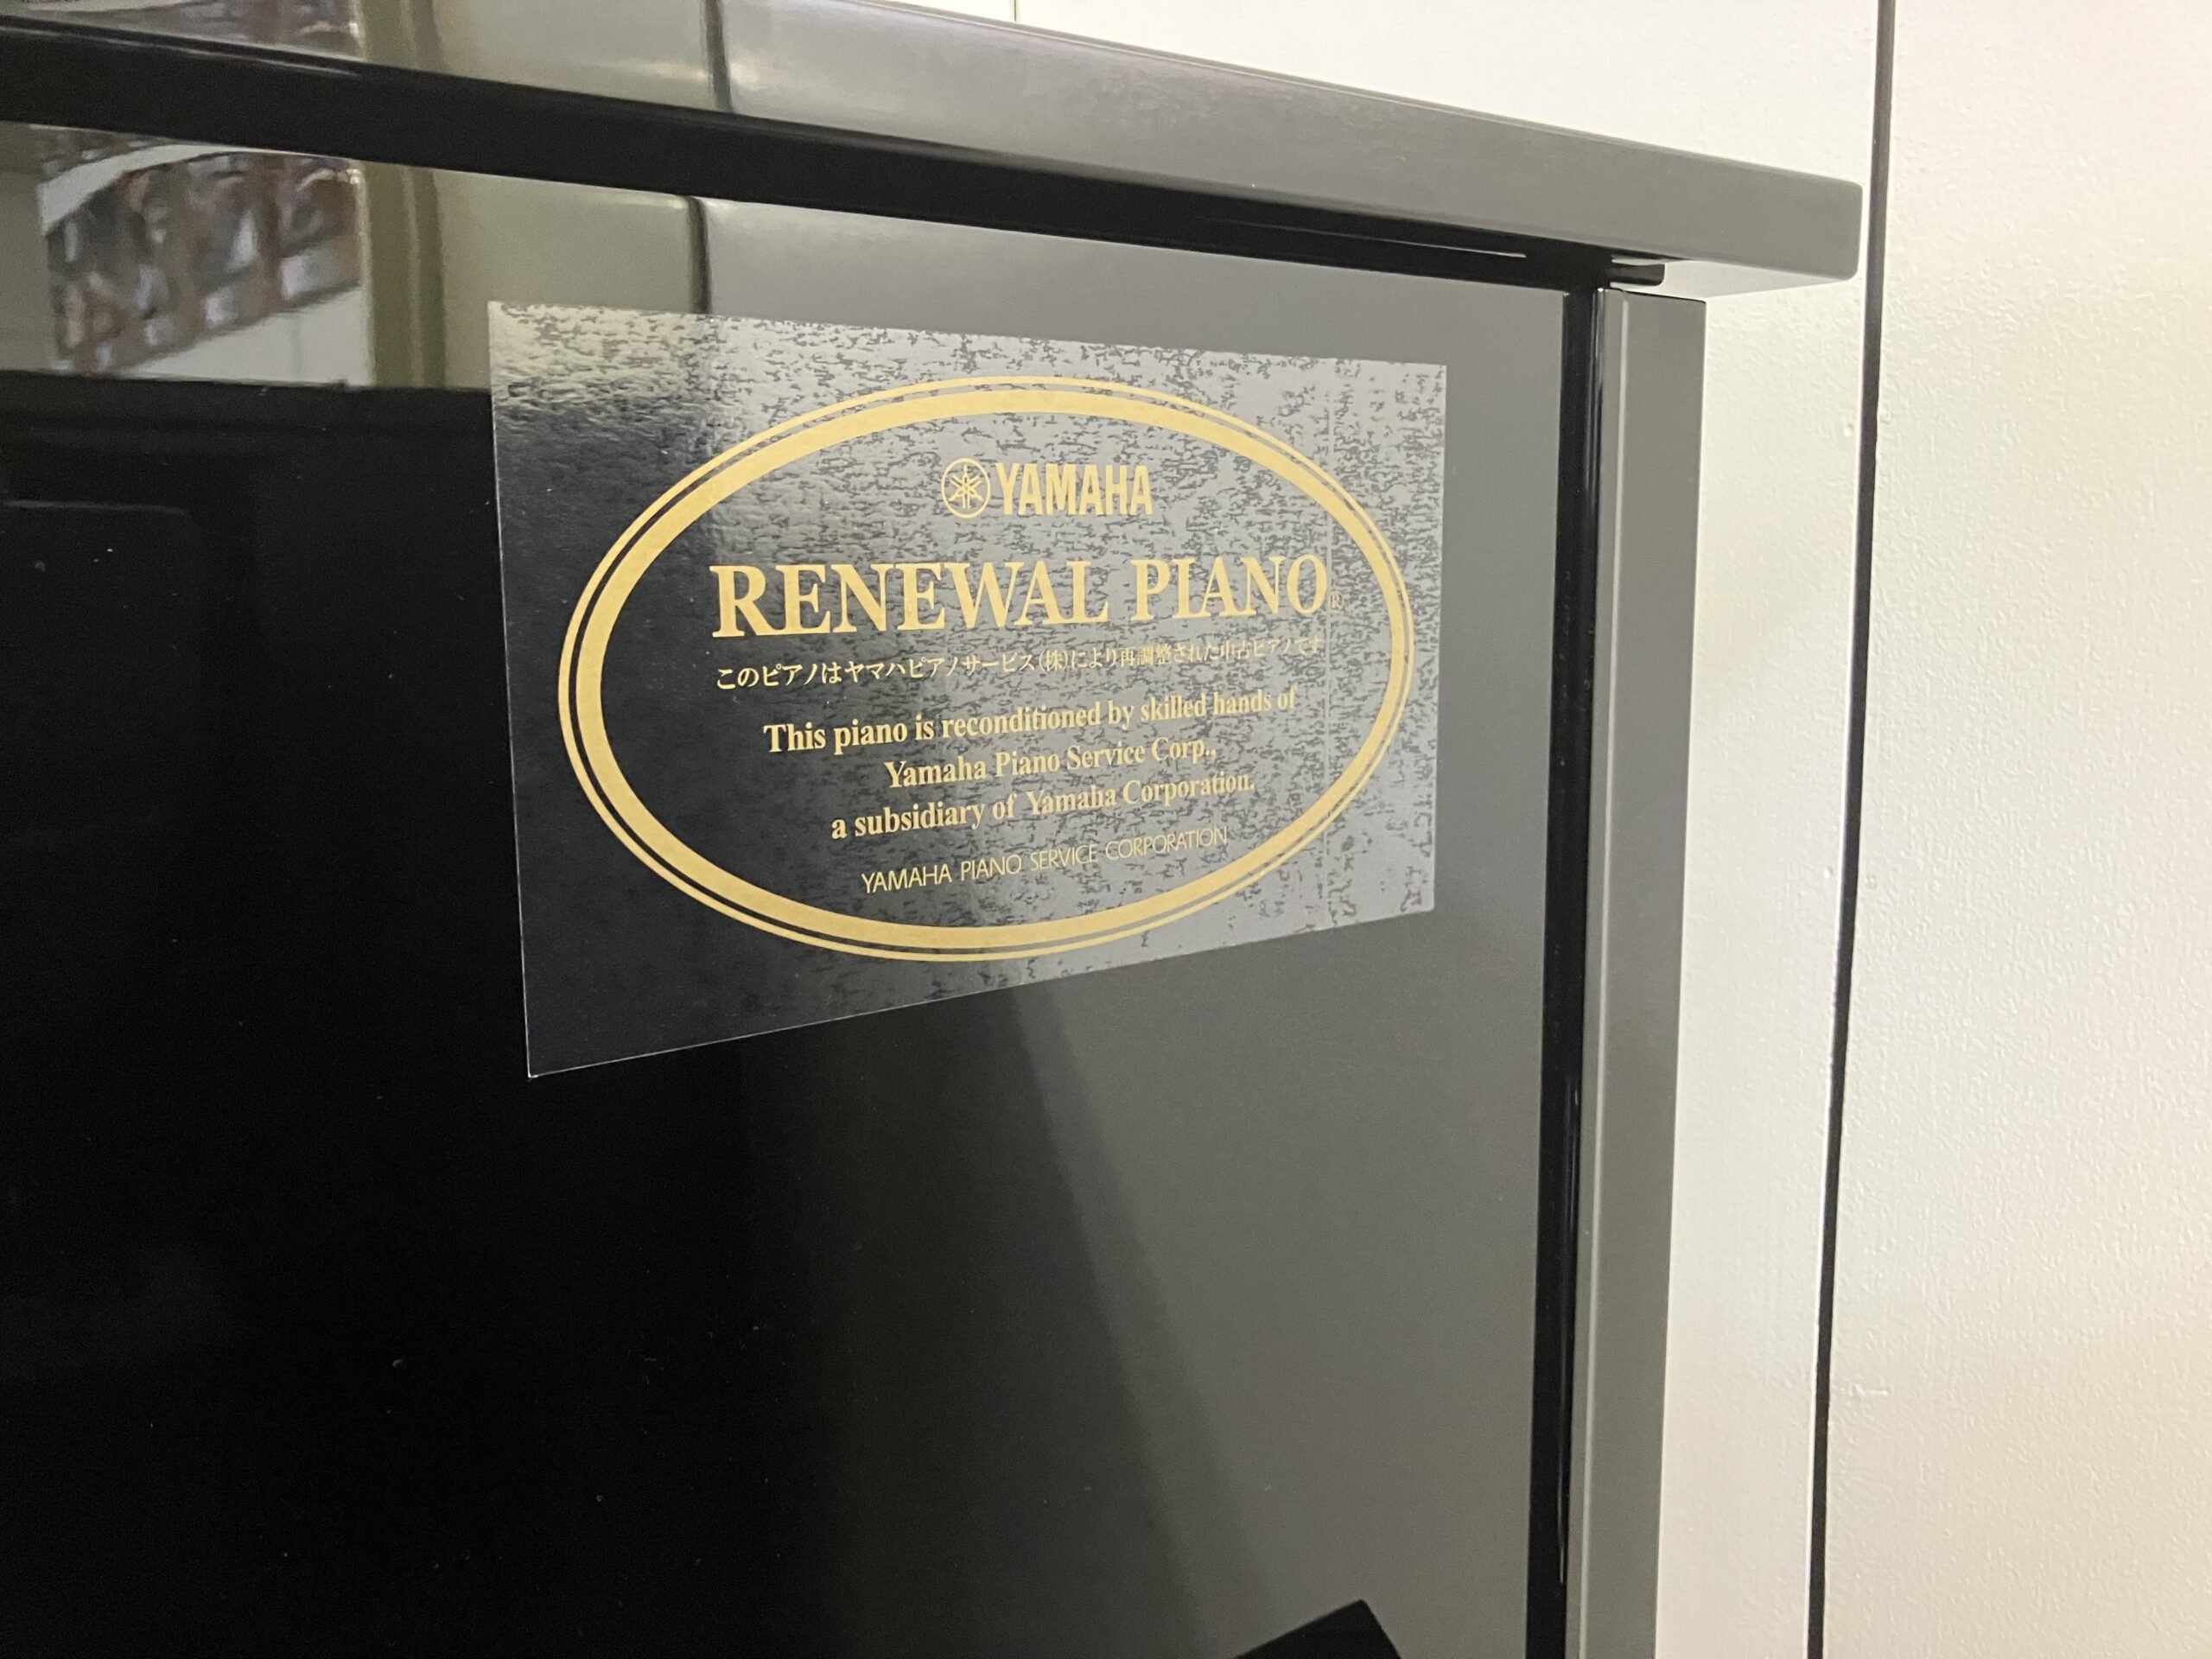 YAMAHA
RENEWAL PIANO®
このピアノはヤマハピアノサービス(株)により再調整された中古ピアノです
This piano is reconditioned by skilled hands of
Yamaha Piano Service Corp.,
a subsidiary of Yamaha Corporation.
YAMAHA PIANO SERVICE CORPORATION